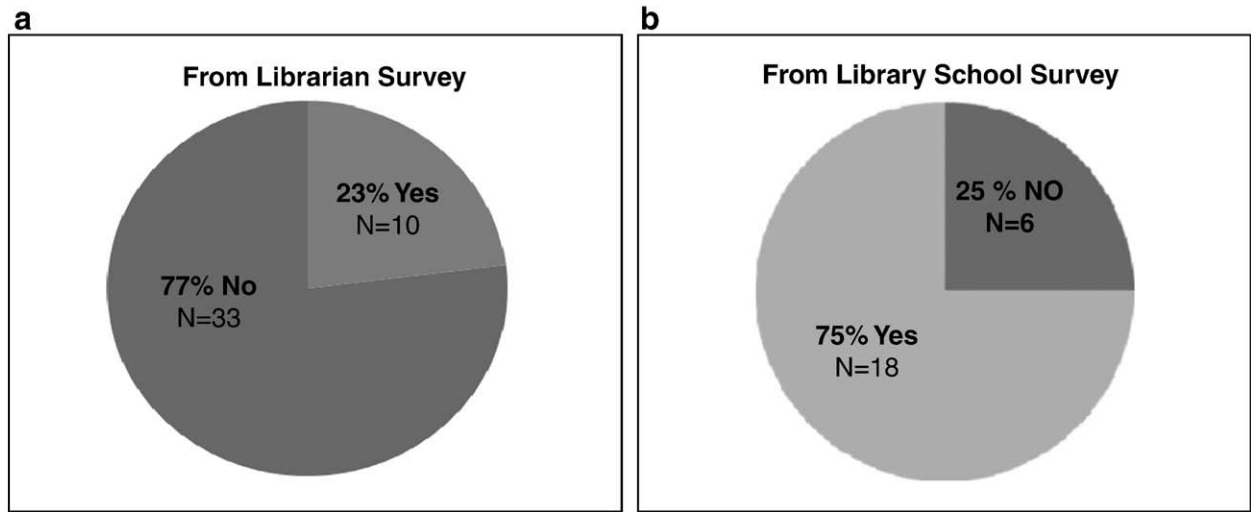 a
From Librarian Survey
23% Yes
N=10
77% No
N=33
b
From Library School Survey
25 % NO
N=6
75% Yes
N=18